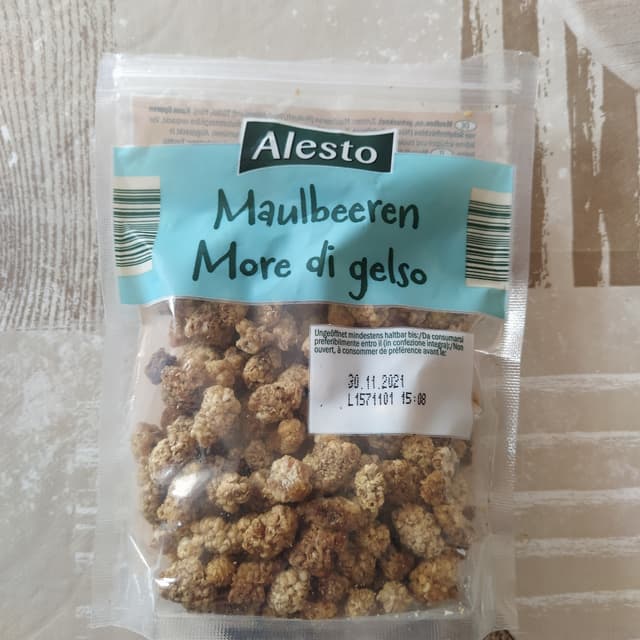 Alesto
Maulbeeren
More di gelso
Ungeöffnet mindestens haltbar bis:/Da consumarsi
preferibilmente entro il (in confezione integra):/Non
ouvert, à consommer de préférence avant le:
30.11.2021
L1571101 15:08